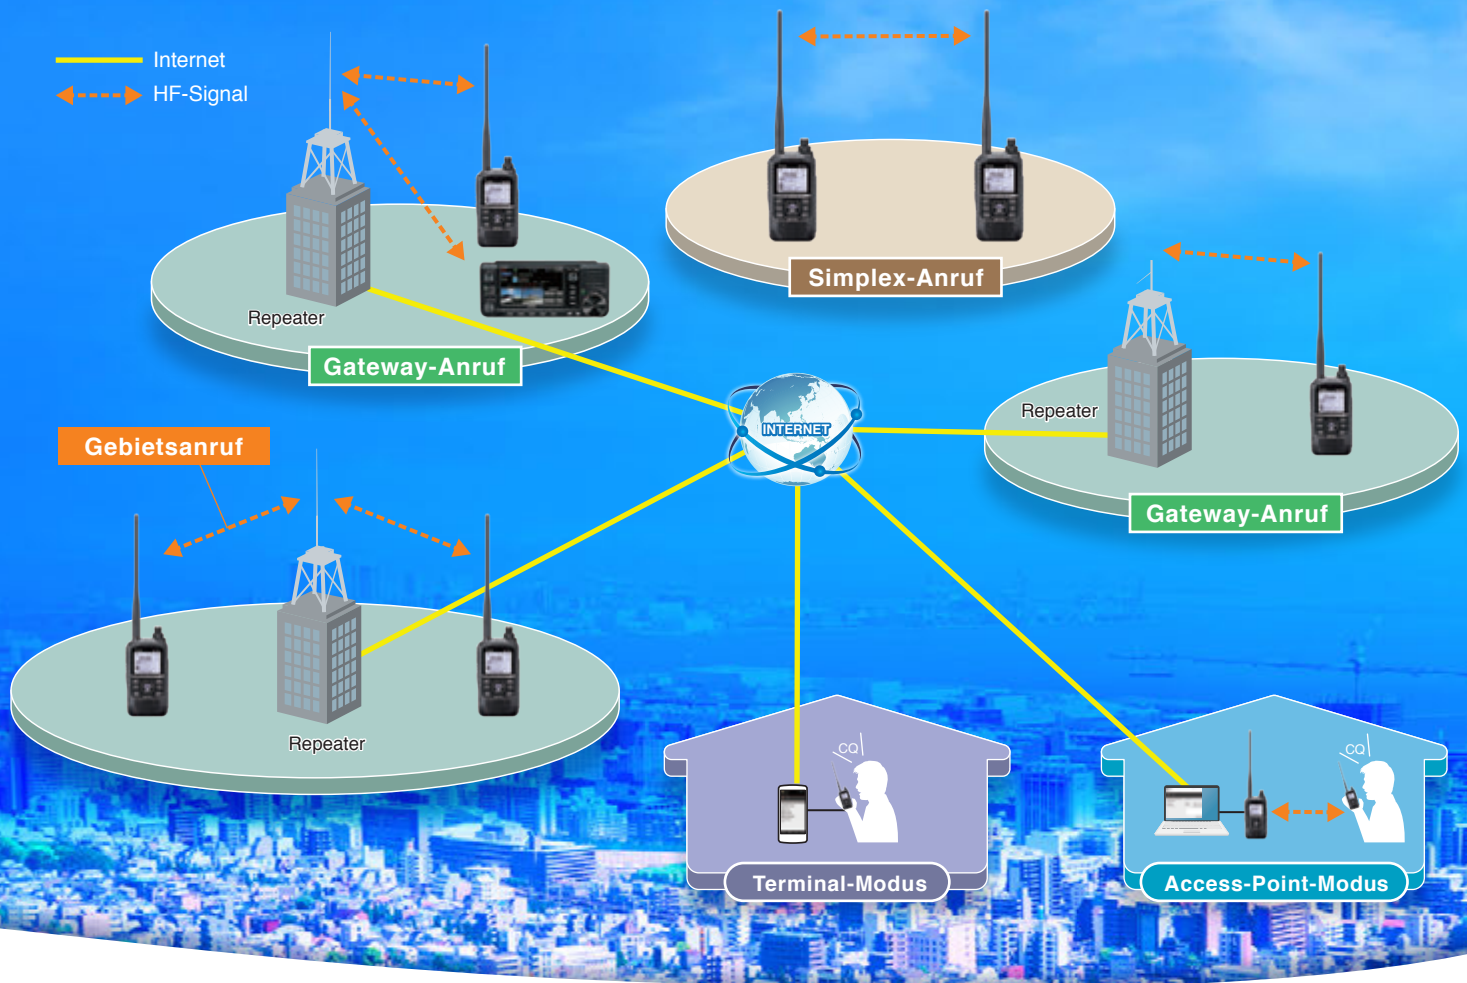 Internet
HF-Signal
Repeater
Gateway-Anruf
Simplex-Anruf
Repeater
Gateway-Anruf
INTERNET
Gebietsanruf
Repeater
CQ
Terminal-Modus
CQ
Access-Point-Modus